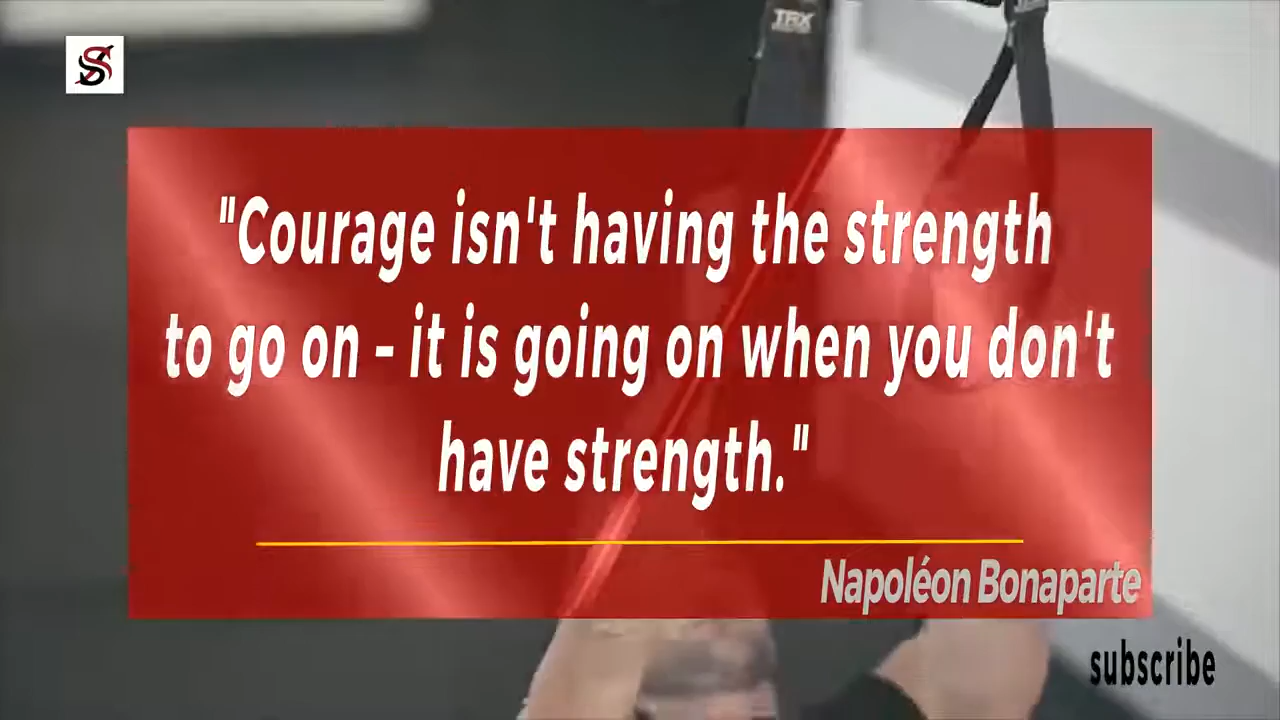 TRX
"Courage isn't having the strength
to go on - it is going on when you don't
have strength."
Napoléon Bonaparte
subscribe